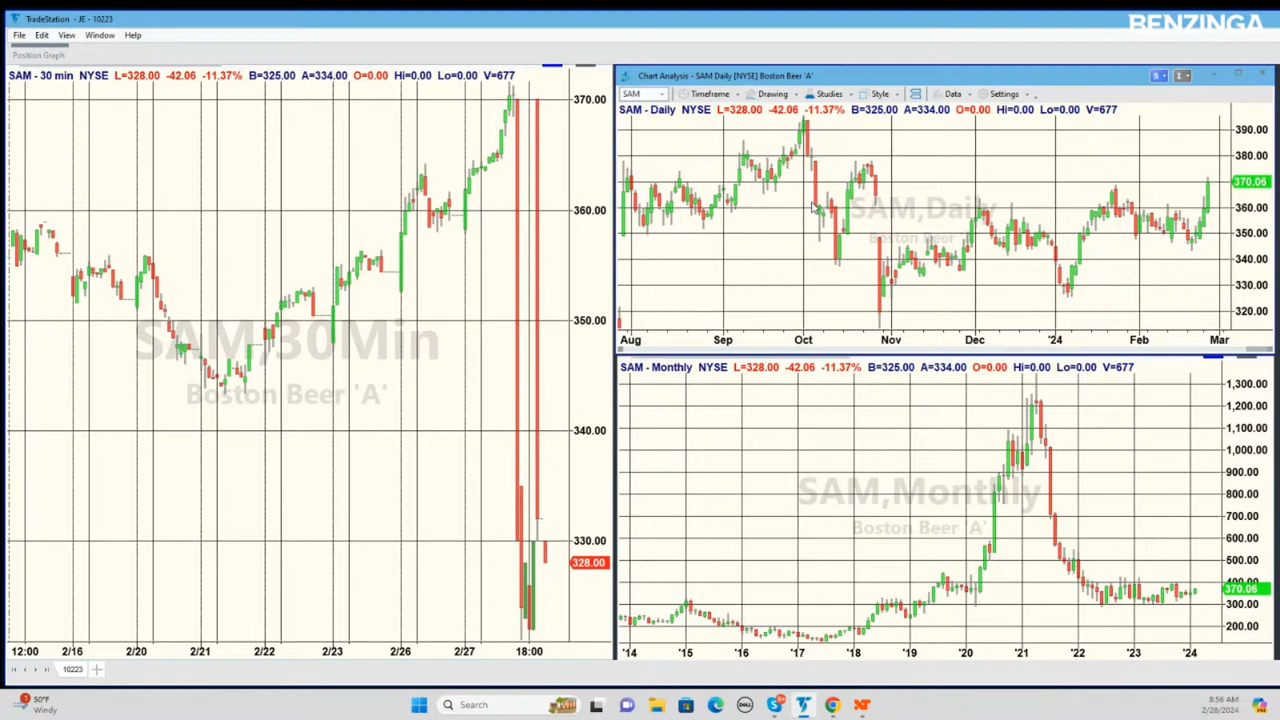 TradeStation - JE - 10223
BENZINGA
File Edit View Window Help
Position Graph
SAM - 30 min NYSE L=328.00 -42.06 -11.37% B=325.00 A=334.00 O=0.00 Hi=0.00 Lo=0.00 V=677
370.00
360.00
350.00
340.00
330.00
328.00
SAM,30Min
Boston Beer 'A'
12:00 2/16 2/20 2/21 2/22 2/23 2/26 2/27 18:00
10223
Chart Analysis - SAM Daily [NYSE] Boston Beer 'A'
SAM Timeframe Drawing Studies Style Data Settings
SAM - Daily NYSE L=328.00 -42.06 -11.37% B=325.00 A=334.00 O=0.00 Hi=0.00 Lo=0.00 V=677
390.00
380.00
370.06
360.00
350.00
340.00
330.00
320.00
SAM,Daily
Boston Beer 'A'
Aug Sep Oct Nov Dec '24 Feb Mar
SAM - Monthly NYSE L=328.00 -42.06 -11.37% B=325.00 A=334.00 O=0.00 Hi=0.00 Lo=0.00 V=677
1,300.00
1,200.00
1,100.00
1,000.00
900.00
800.00
700.00
600.00
500.00
400.00
370.06
300.00
200.00
SAM,Monthly
Boston Beer 'A'
'14 '15 '16 '17 '18 '19 '20 '21 '22 '23 '24
50°F
Windy
Search
8:56 AM
2/28/2024